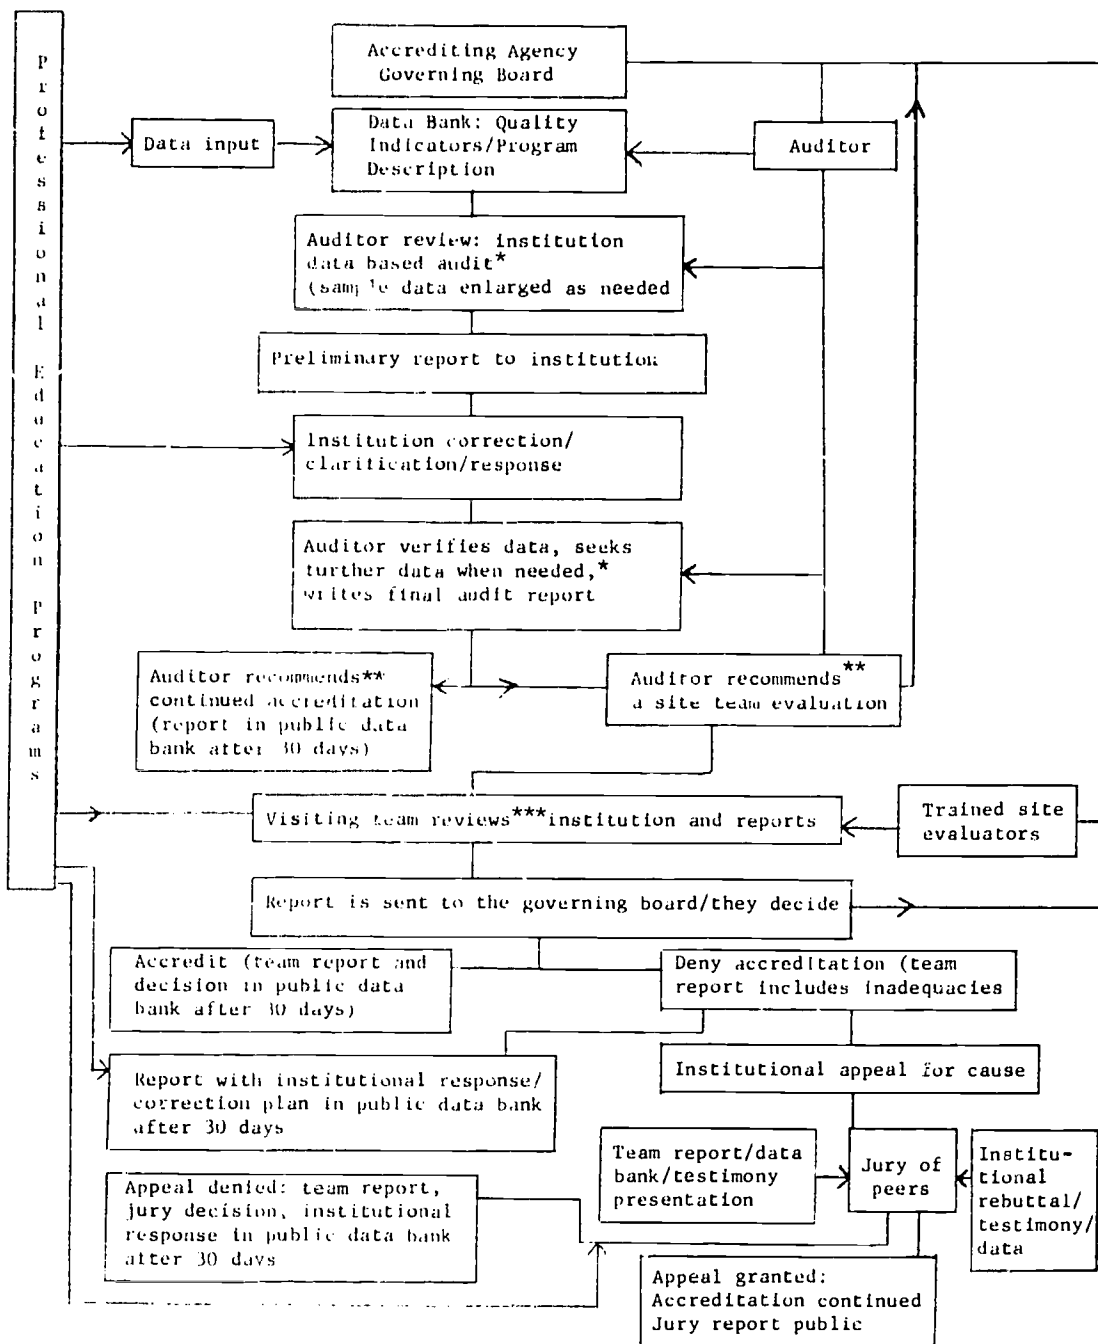 Professional Education Programs
Accrediting Agency
Governing Board
Data input
Data Bank: Quality
Indicators/Program
Description
Auditor
Auditor review: institution
data based audit*
(sample data enlarged as needed
Preliminary report to institution
Institution correction/
clarification/response
Auditor verifies data, seeks
further data when needed,*
writes final audit report
Auditor recommends**
continued accreditation
(report in public data
bank after 30 days)
Auditor recommends**
a site team evaluation
Visiting team reviews***institution and reports
Trained site
evaluators
Report is sent to the governing board/they decide
Accredit (team report and
decision in public data
bank after 30 days)
Deny accreditation (team
report includes inadequacies
Report with institutional response/
correction plan in public data bank
after 30 days
Institutional appeal for cause
Team report/data
bank/testimony
presentation
Jury of
peers
Institu-
tional
rebuttal/
testimony/
data
Appeal denied: team report,
jury decision, institutional
response in public data bank
after 30 days
Appeal granted:
Accreditation continued
Jury report public